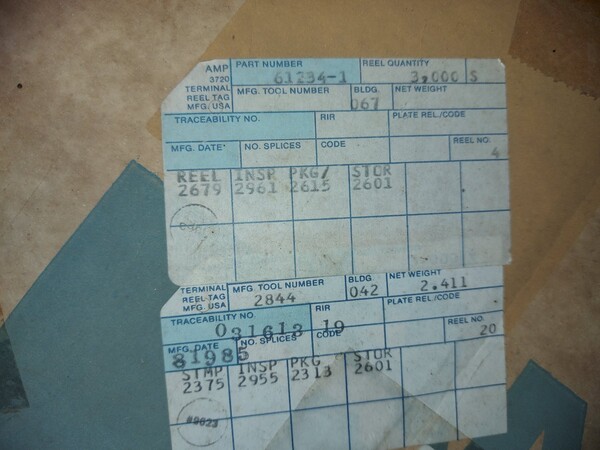 AMP PART NUMBER REEL QUANTITY
3720 61234-1 3,000 S
TERMINAL MFG. TOOL NUMBER BLDG. NET WEIGHT
REEL TAG 067
MFG. USA
TRACEABILITY NO. RIR PLATE REL./CODE
MFG. DATE NO. SPLICES CODE REEL NO.
4
REEL INSP PKG/ STOR
2679 2961 2615 2601
TERMINAL MFG TOOL NUMBER BLDG NET WEIGHT
REEL TAG 2844 042 2.411
MFG. USA
TRACEABILITY NO. RIR PLATE REL./CODE
031613 19
MFG. DATE NO. SPLICES CODE REEL NO.
81985 20
STMP INSP PKG STOR
2375 2955 2313 2601
#9023